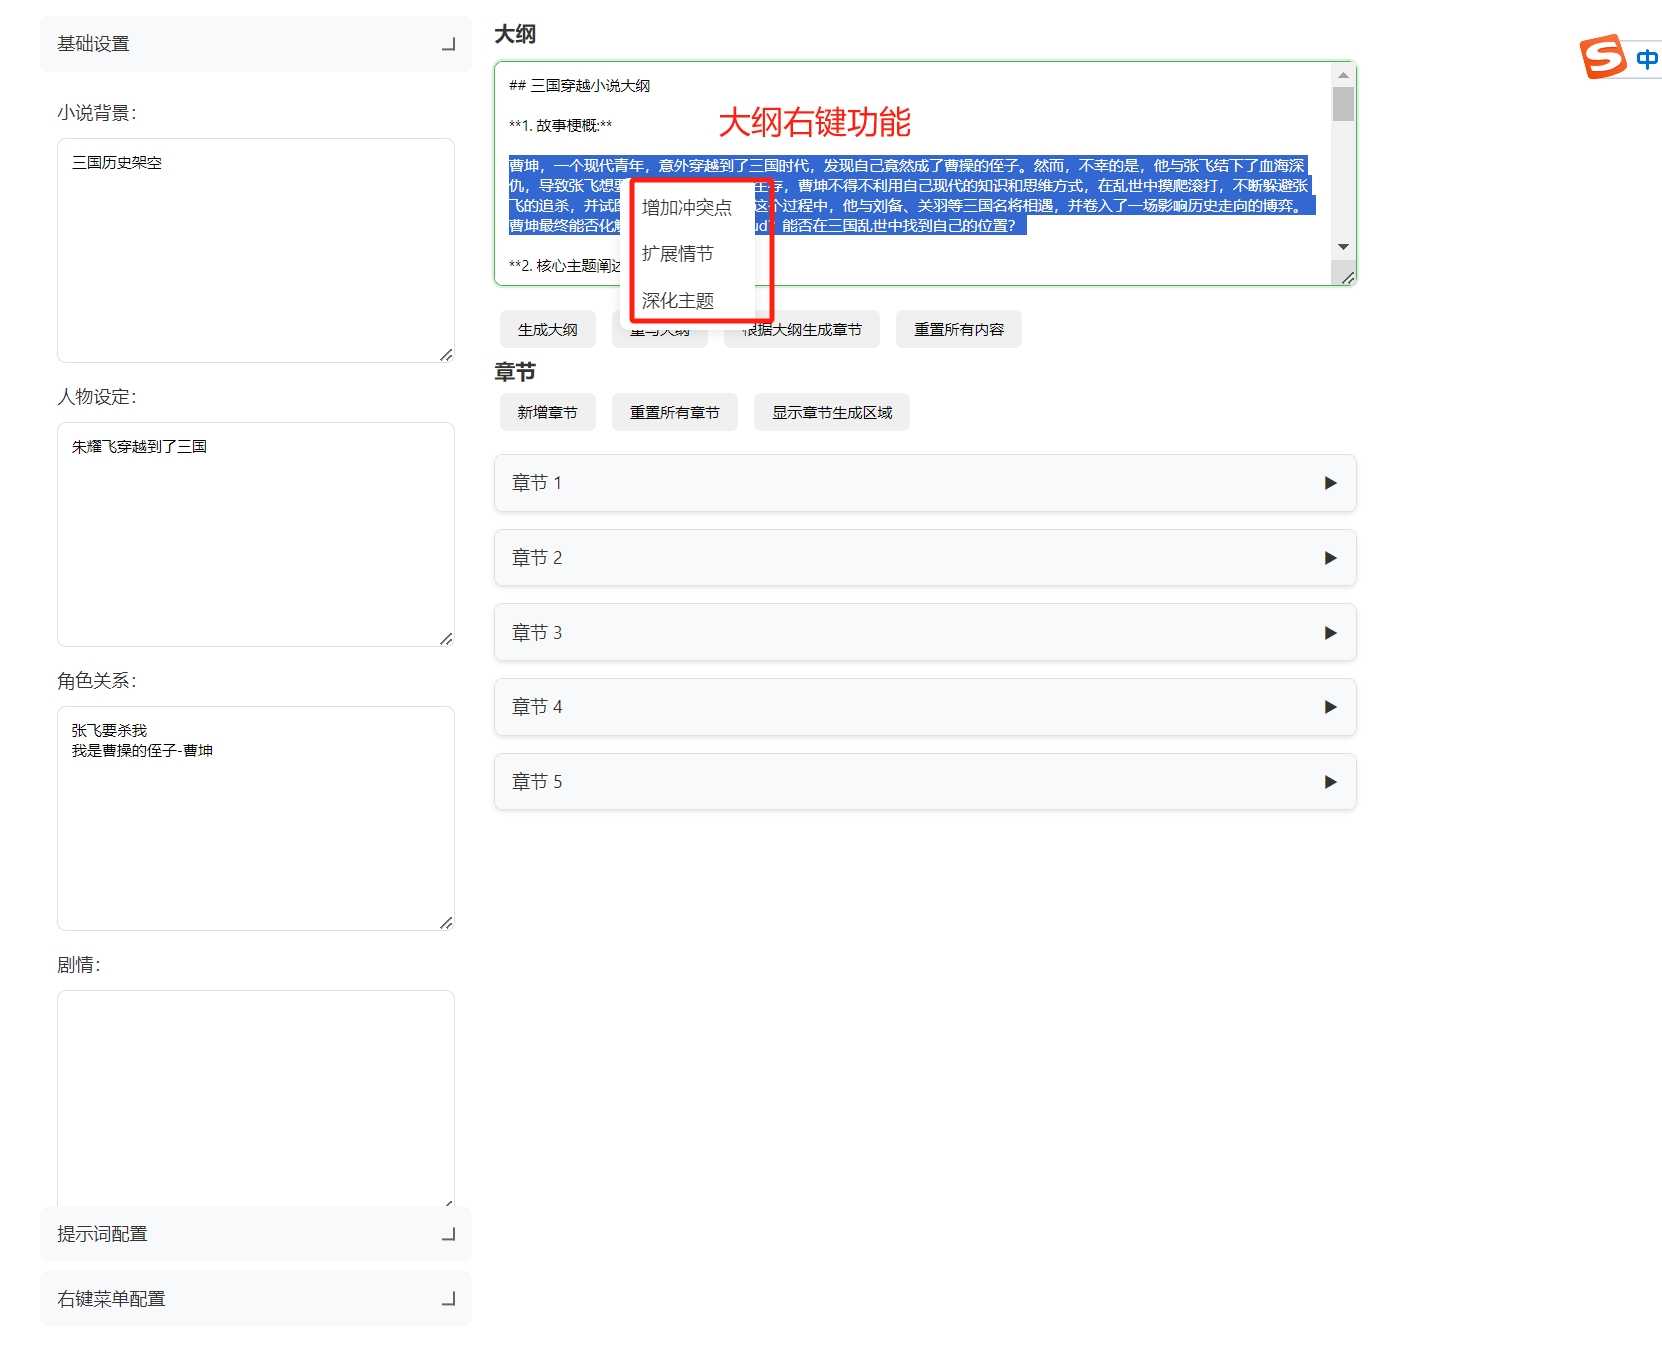 基础设置
小说背景：
三国历史架空
人物设定：
朱耀飞穿越到了三国
角色关系：
张飞要杀我
我是曹操的侄子-曹坤
剧情：
提示词配置
右键菜单配置
大纲
## 三国穿越小说大纲
**1. 故事梗概:**
大纲右键功能
曹坤，一个现代青年，意外穿越到了三国时代，发现自己竟然成了曹操的侄子。然而，不幸的是，他与张飞结下了血海深
仇，导致张飞想 生存，曹坤不得不利用自己现代的知识和思维方式，在乱世中摸爬滚打，不断躲避张
飞的追杀，并试 这个过程中，他与刘备、关羽等三国名将相遇，并卷入了一场影响历史走向的博弈。
曹坤最终能否化 ud”能否在三国乱世中找到自己的位置？
**2. 核心主题阐
增加冲突点
扩展情节
深化主题
生成大纲
重写大纲
根据大纲生成章节
重置所有内容
章节
新增章节
重置所有章节
显示章节生成区域
章节 1
章节 2
章节 3
章节 4
章节 5
中